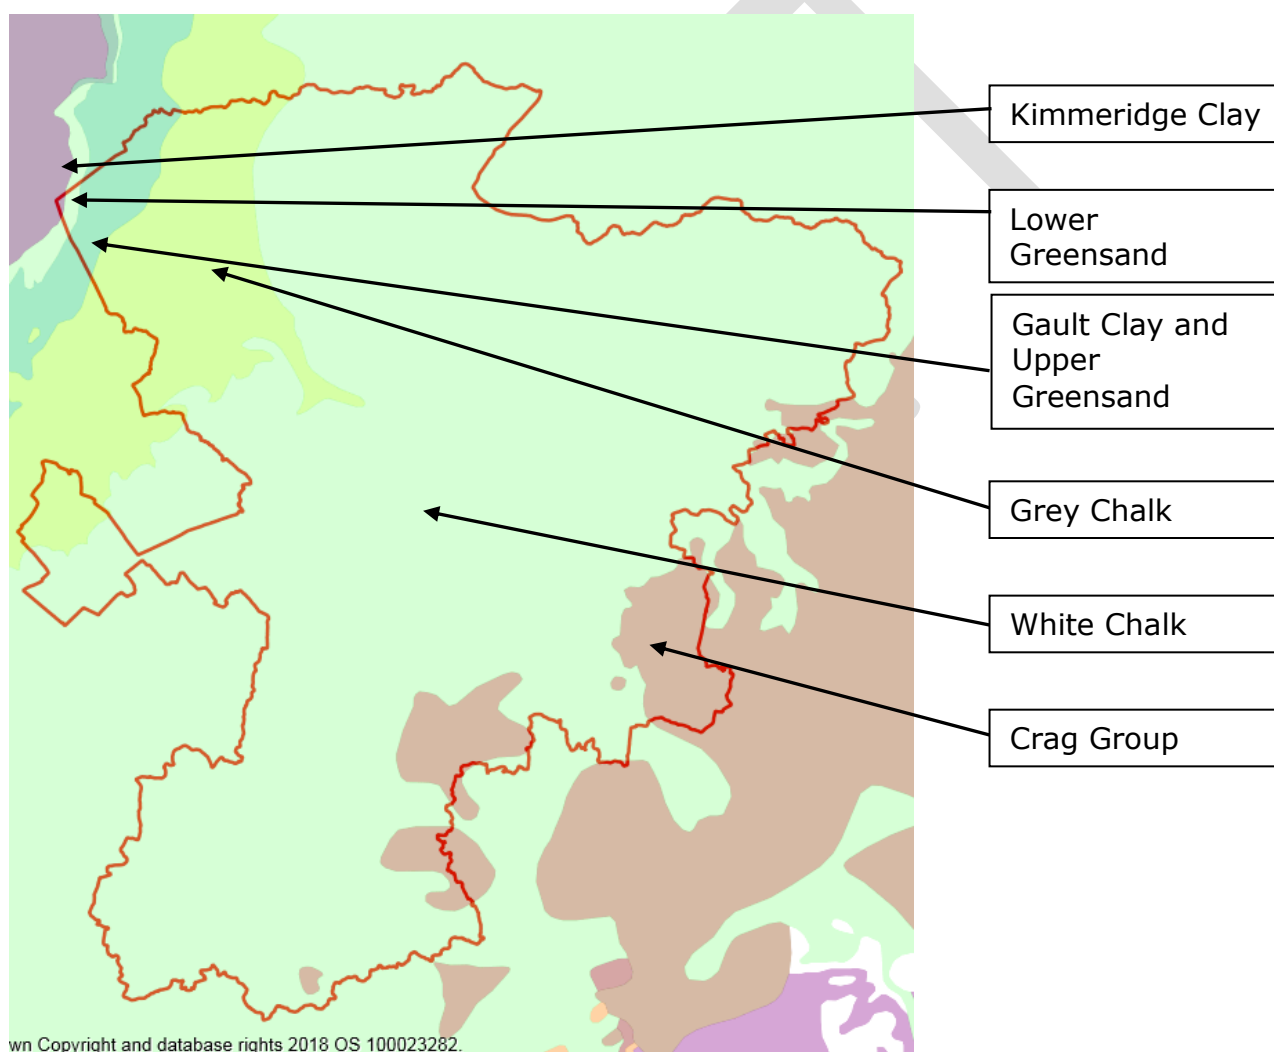 Kimmeridge Clay
Lower
Greensand
Gault Clay and
Upper
Greensand
Grey Chalk
White Chalk
Crag Group
wn Copyright and database rights 2018 OS 100023282.